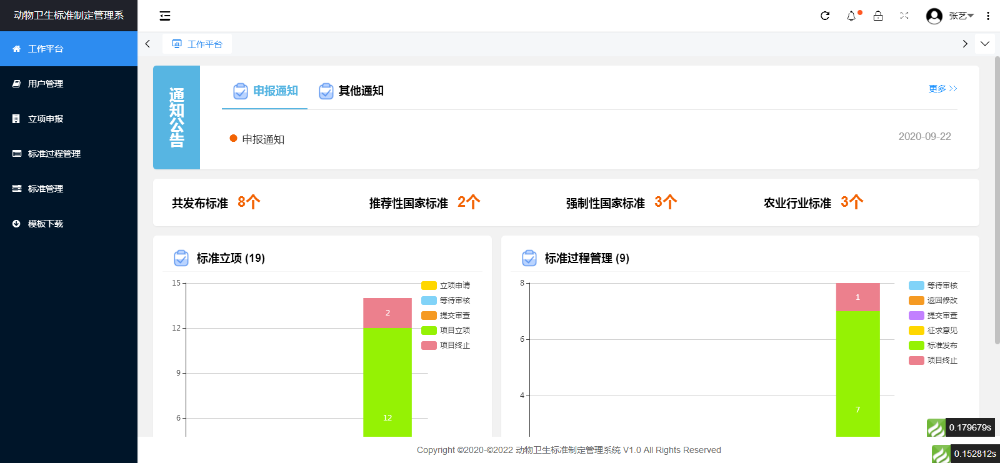 动物卫生标准制定管理系
张艺
工作平台
用户管理
立项申报
标准过程管理
标准管理
模板下载
工作平台
通知公告
申报通知
其他通知
更多 >>
申报通知
2020-09-22
共发布标准 8个
推荐性国家标准 2个
强制性国家标准 3个
农业行业标准 3个
标准立项 (19)
15
12
9
6
2
12
立项申请
等待审核
提交审查
项目立项
项目终止
标准过程管理 (9)
8
6
4
1
7
等待审核
返回修改
提交审查
征求意见
标准发布
项目终止
0.179679s
Copyright ©2020-©2022 动物卫生标准制定管理系统 V1.0 All Rights Reserved
0.152812s